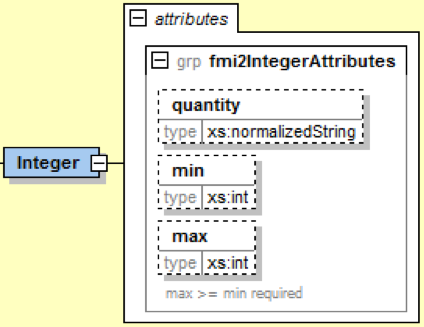 attributes
grp fmi2IntegerAttributes
quantity
type xs:normalizedString
Integer
min
type xs:int
max
type xs:int
max >= min required